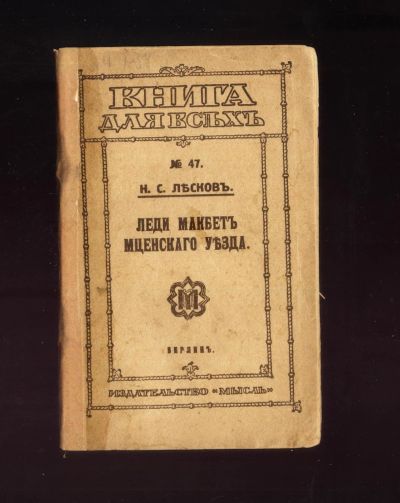 КНИГА
ДЛЯ ВСѢХЪ
№ 47.
Н. С. ЛѢСКОВЪ.
ЛЕДИ МАКБЕТЪ
МЦЕНСКАГО УѢЗДА.
М
БЕРЛИНЪ.
ИЗДАТЕЛЬСТВО «МЫСЛЬ»